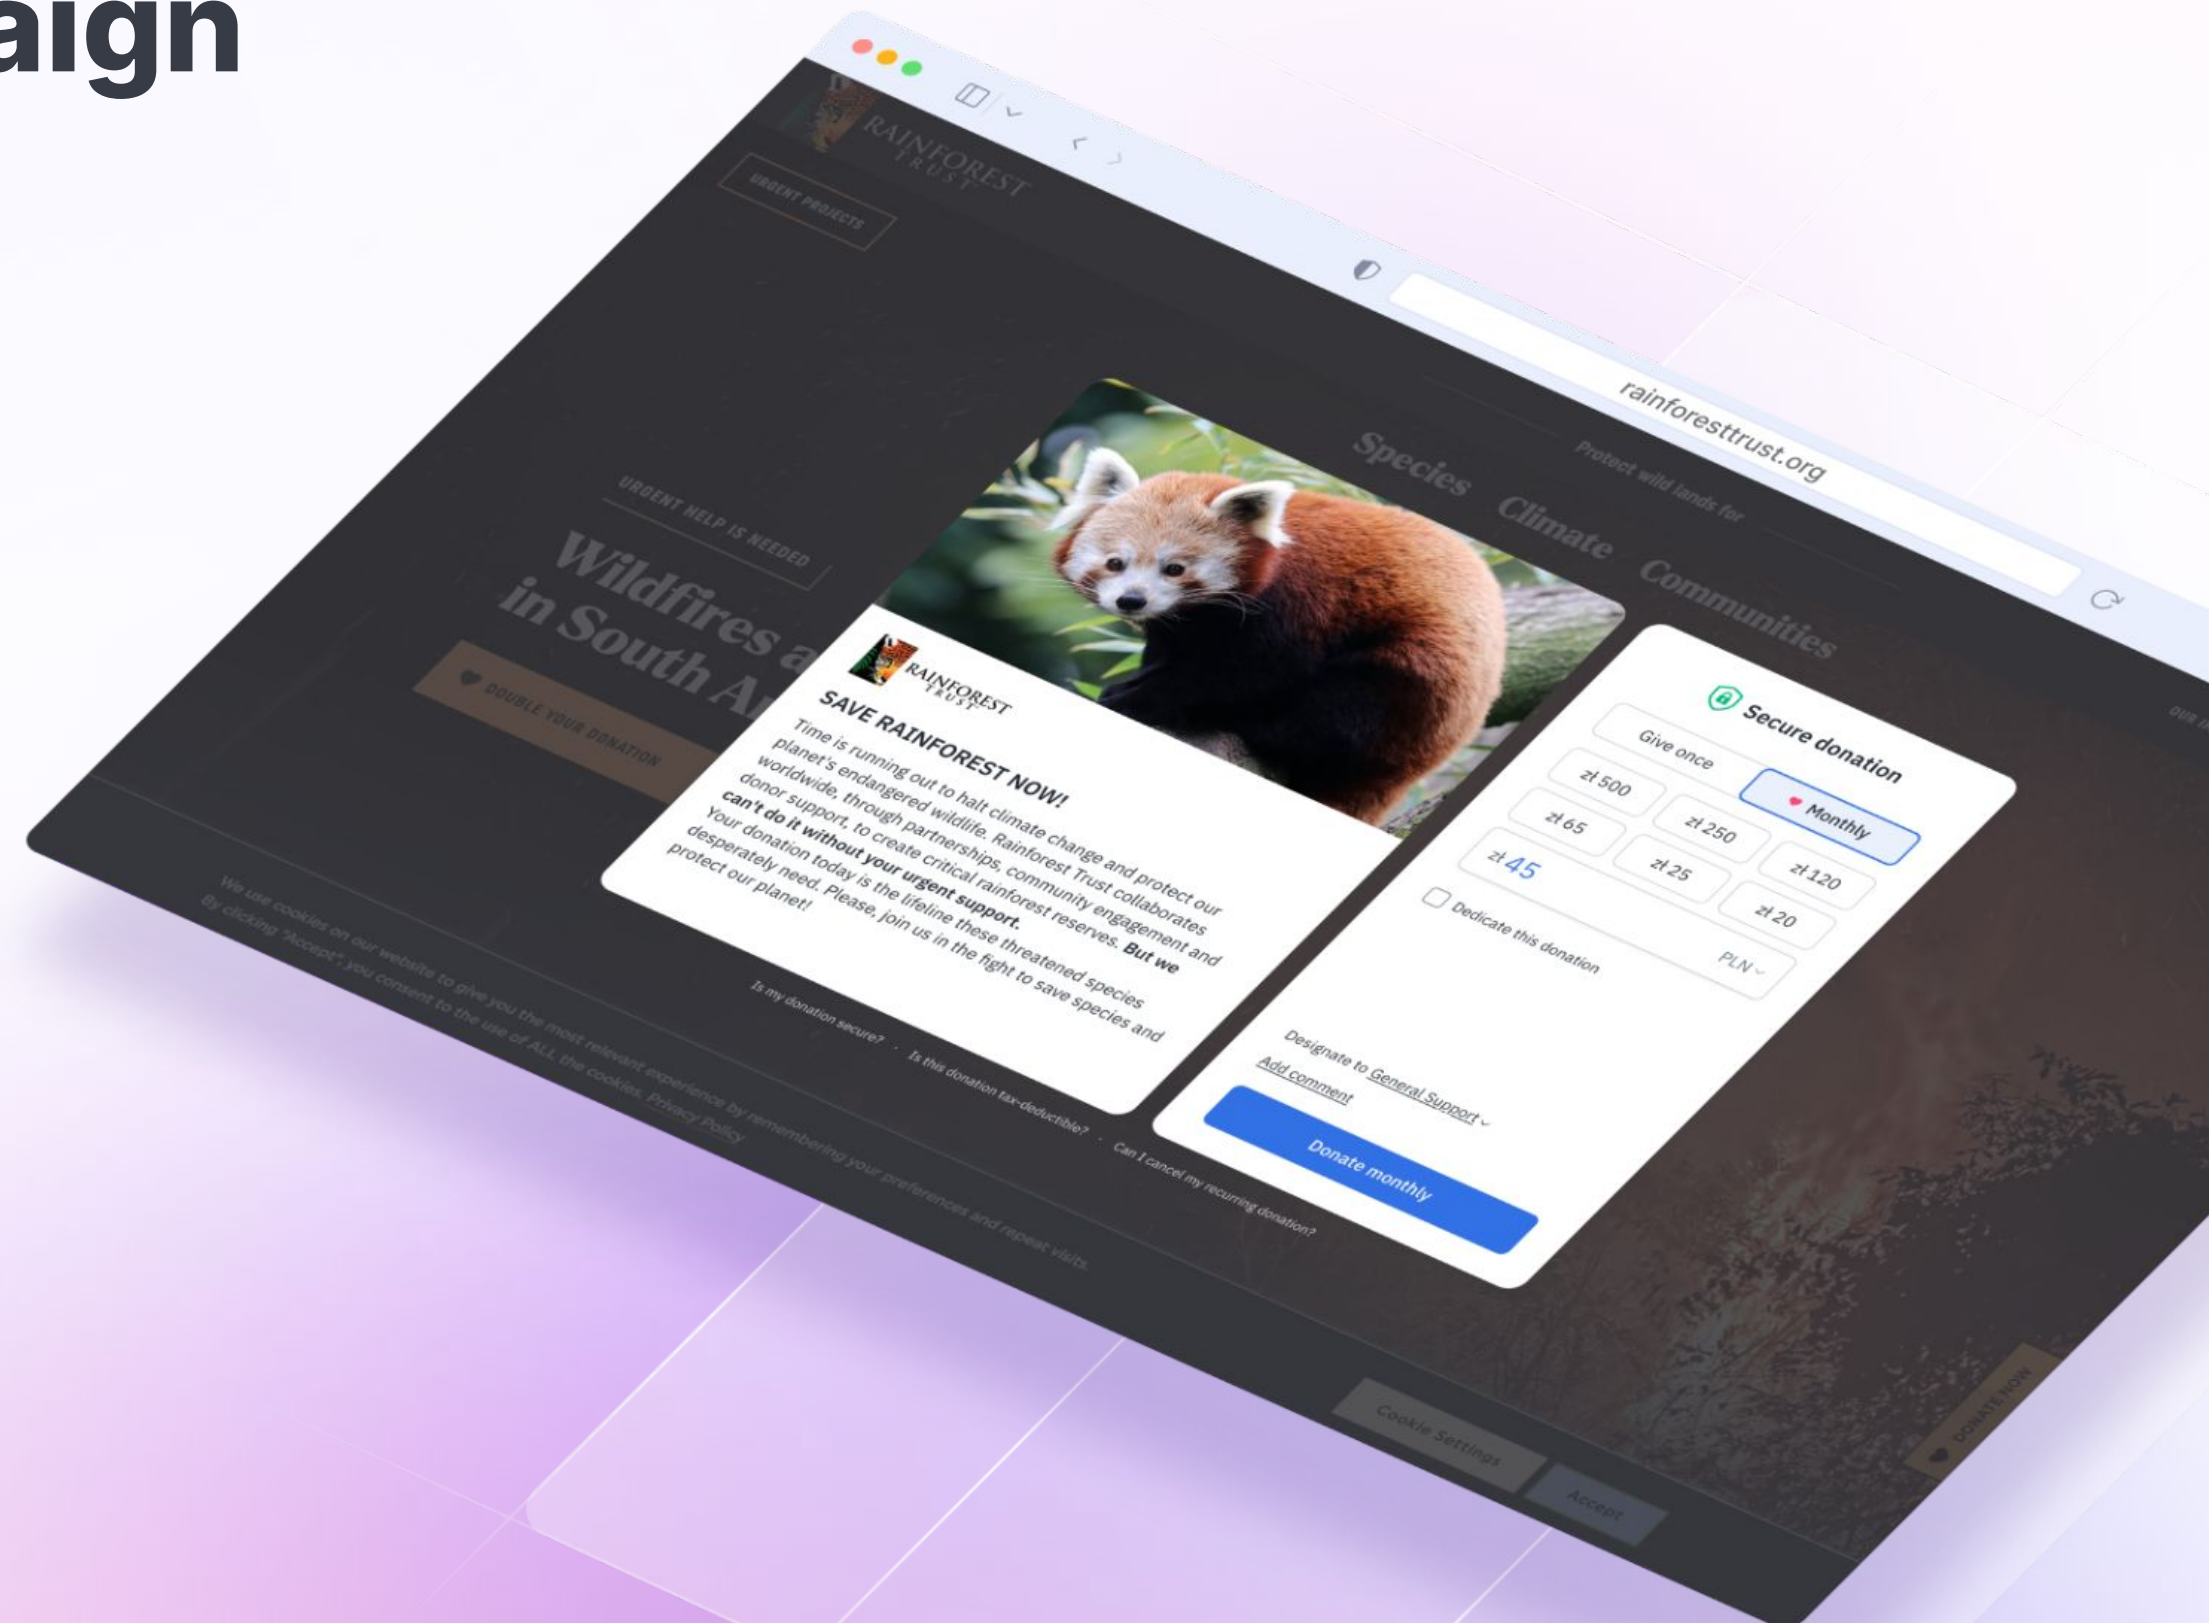 aign
rainforesttrust.org
RAINFOREST
TRUST
URGENT PROJECTS
Protect wild lands for
Species Climate Communities
URGENT HELP IS NEEDED
Wildfires
in South
DOUBLE YOUR DONATION
RAINFOREST
TRUST
SAVE RAINFOREST NOW!
Time is running out to halt climate change and protect our
planet's endangered wildlife. Rainforest Trust collaborates
worldwide, through partnerships, community engagement and
donor support, to create critical rainforest reserves. But we
can't do it without your urgent support.
Your donation today is the lifeline these threatened species
desperately need. Please, join us in the fight to save species and
protect our planet!
Secure donation
Give once
Monthly
zł 500
zł 250
zł 120
zł 65
zł 25
zł 20
zł 45
PLN
Dedicate this donation
Designate to General Support
Add comment
Donate monthly
Is my donation secure? · Is this donation tax-deductible? · Can I cancel my recurring donation?
We use cookies on our website to give you the most relevant experience by remembering your preferences and repeat visits.
By clicking "Accept", you consent to the use of ALL the cookies. Privacy Policy
Cookie Settings
Accept
DONATE NOW